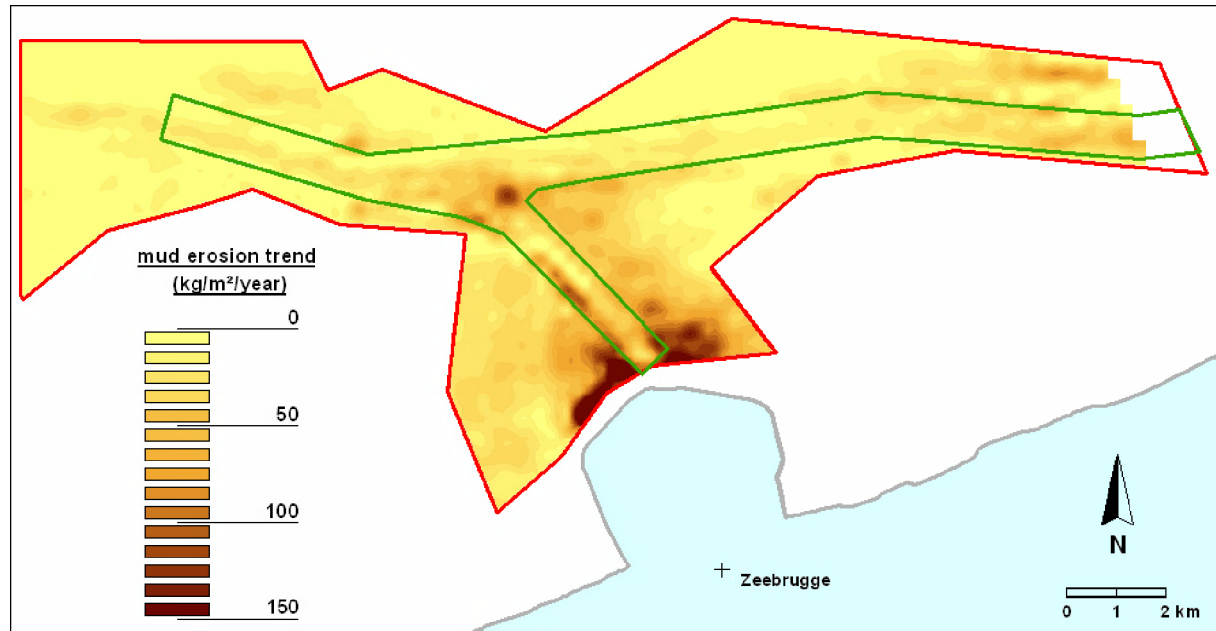 mud erosion trend
(kg/m²/year)
0
50
100
150
Zeebrugge
N
0 1 2 km